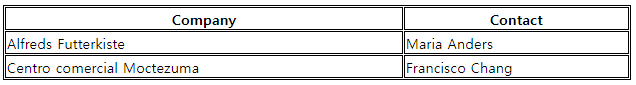 Company Contact
Alfreds Futterkiste Maria Anders
Centro comercial Moctezuma Francisco Chang